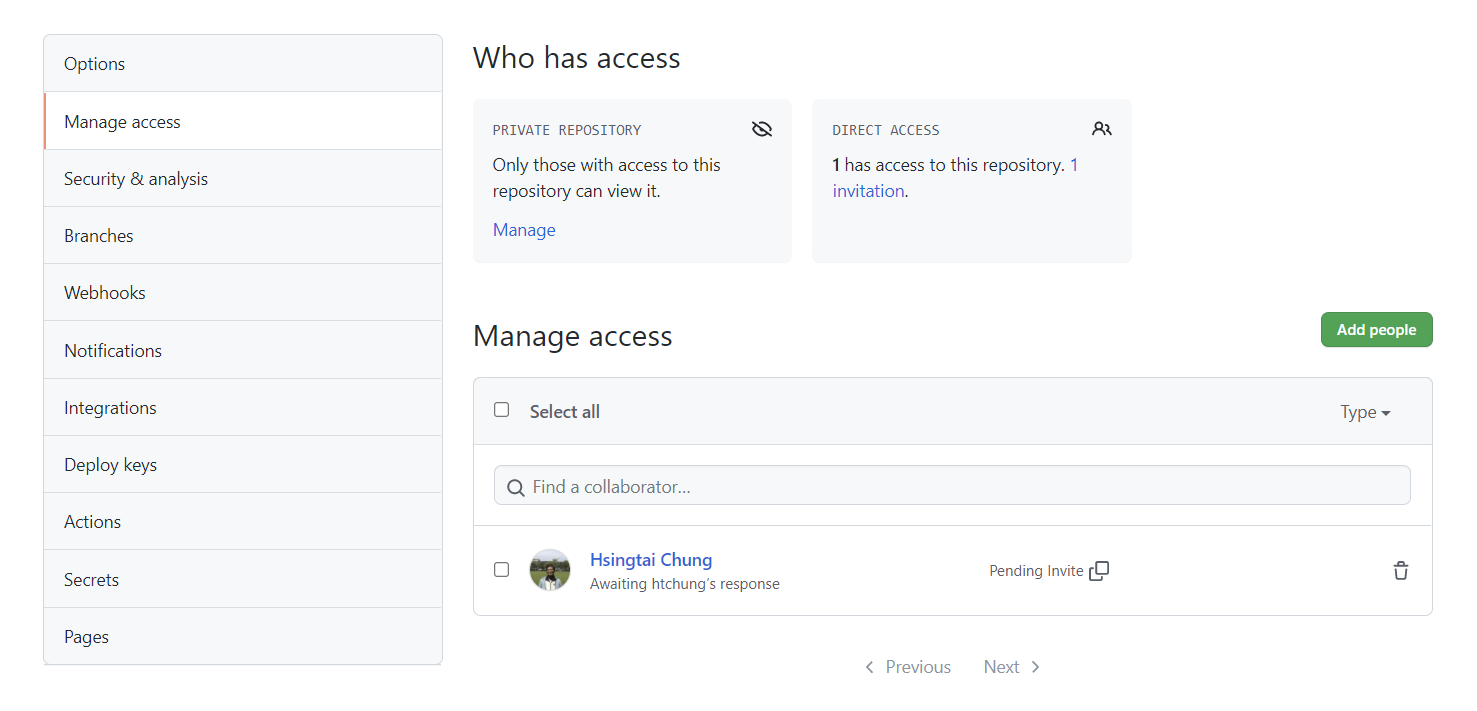 Options
Manage access
Security & analysis
Branches
Webhooks
Notifications
Integrations
Deploy keys
Actions
Secrets
Pages
Who has access
PRIVATE REPOSITORY
Only those with access to this
repository can view it.
Manage
DIRECT ACCESS
1 has access to this repository. 1
invitation.
Manage access
Add people
Select all
Type
Find a collaborator...
Hsingtai Chung
Awaiting htchung's response
Pending Invite
Previous
Next